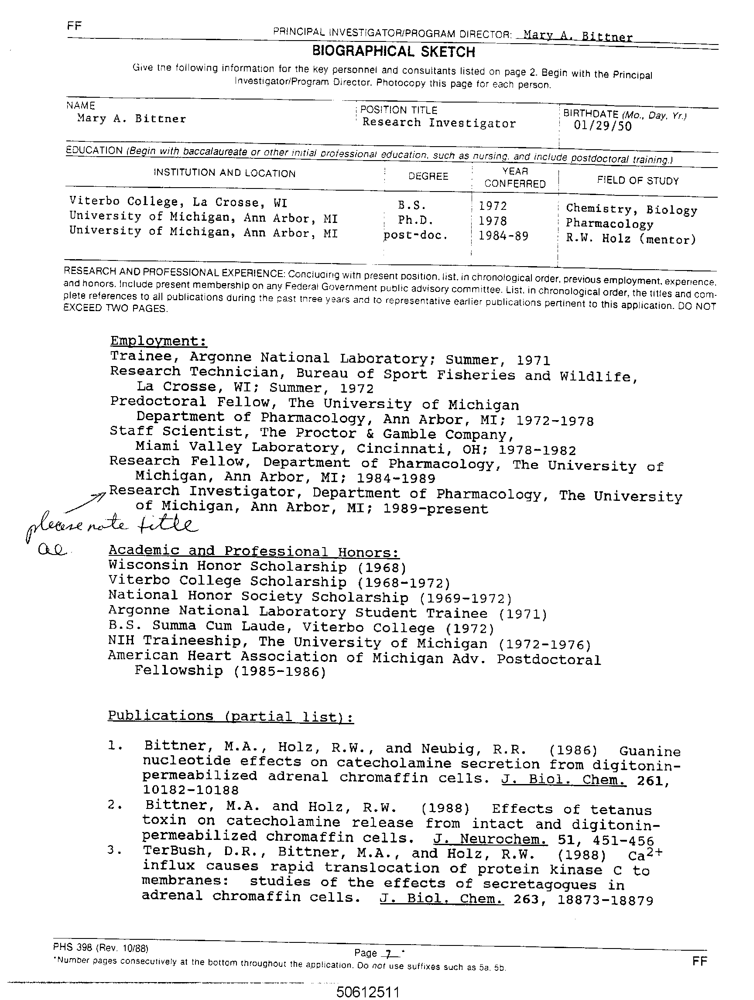 FF
PRINCIPAL INVESTIGATOR/PROGRAM DIRECTOR: Mary A. Bittner
BIOGRAPHICAL SKETCH
Give the following information for the key personnel and consultants listed on page 2. Begin with the Principal
Investigator/Program Director. Photocopy this page for each person.
NAME
Mary A. Bittner
POSITION TITLE
Research Investigator
BIRTHDATE (Mo., Day, Yr.)
01/29/50
EDUCATION (Begin with baccalaureate or other initial professional education, such as nursing, and include postdoctoral training.)
INSTITUTION AND LOCATION
DEGREE
YEAR
CONFERRED
FIELD OF STUDY
Viterbo College, La Crosse, WI B.S. 1972 Chemistry, Biology
University of Michigan, Ann Arbor, MI Ph.D. 1978 Pharmacology
University of Michigan, Ann Arbor, MI post-doc. 1984-89 R.W. Holz (mentor)
RESEARCH AND PROFESSIONAL EXPERIENCE: Concluding with present position, list, in chronological order, previous employment, experience,
and honors. Include present membership on any Federal Government public advisory committee. List, in chronological order, the titles and com-
plete references to all publications during the past three years and to representative earlier publications pertinent to this application. DO NOT
EXCEED TWO PAGES.
Employment:
Trainee, Argonne National Laboratory; Summer, 1971
Research Technician, Bureau of Sport Fisheries and Wildlife,
La Crosse, WI; Summer, 1972
Predoctoral Fellow, The University of Michigan
Department of Pharmacology, Ann Arbor, MI; 1972-1978
Staff Scientist, The Proctor & Gamble Company,
Miami Valley Laboratory, Cincinnati, OH; 1978-1982
Research Fellow, Department of Pharmacology, The University of
Michigan, Ann Arbor, MI; 1984-1989
Research Investigator, Department of Pharmacology, The University
of Michigan, Ann Arbor, MI; 1989-present
please note title
Academic and Professional Honors:
Wisconsin Honor Scholarship (1968)
Viterbo College Scholarship (1968-1972)
National Honor Society Scholarship (1969-1972)
Argonne National Laboratory Student Trainee (1971)
B.S. Summa Cum Laude, Viterbo College (1972)
NIH Traineeship, The University of Michigan (1972-1976)
American Heart Association of Michigan Adv. Postdoctoral
Fellowship (1985-1986)
Publications (partial list):
1. Bittner, M.A., Holz, R.W., and Neubig, R.R. (1986) Guanine
nucleotide effects on catecholamine secretion from digitonin-
permeabilized adrenal chromaffin cells. J. Biol. Chem. 261,
10182-10188
2. Bittner, M.A. and Holz, R.W. (1988) Effects of tetanus
toxin on catecholamine release from intact and digitonin-
permeabilized chromaffin cells. J. Neurochem. 51, 451-456
3. TerBush, D.R., Bittner, M.A., and Holz, R.W. (1988) Ca2+
influx causes rapid translocation of protein kinase C to
membranes: studies of the effects of secretagogues in
adrenal chromaffin cells. J. Biol. Chem. 263, 18873-18879
PHS 398 (Rev. 10/88)
Page 7 *
*Number pages consecutively at the bottom throughout the application. Do not use suffixes such as 5a, 5b.
FF
50612511